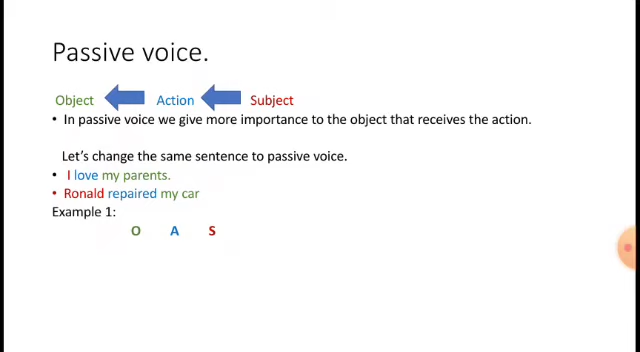 Passive voice.
Object Action Subject
• In passive voice we give more importance to the object that receives the action.
Let's change the same sentence to passive voice.
• I love my parents.
• Ronald repaired my car
Example 1:
O A S